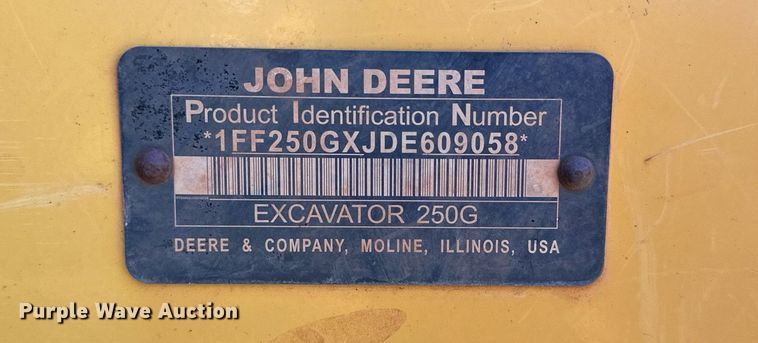 JOHN DEERE
Product Identification Number
*1FF250GXJDE609058*
EXCAVATOR 250G
DEERE & COMPANY, MOLINE, ILLINOIS, USA
Purple Wave Auction